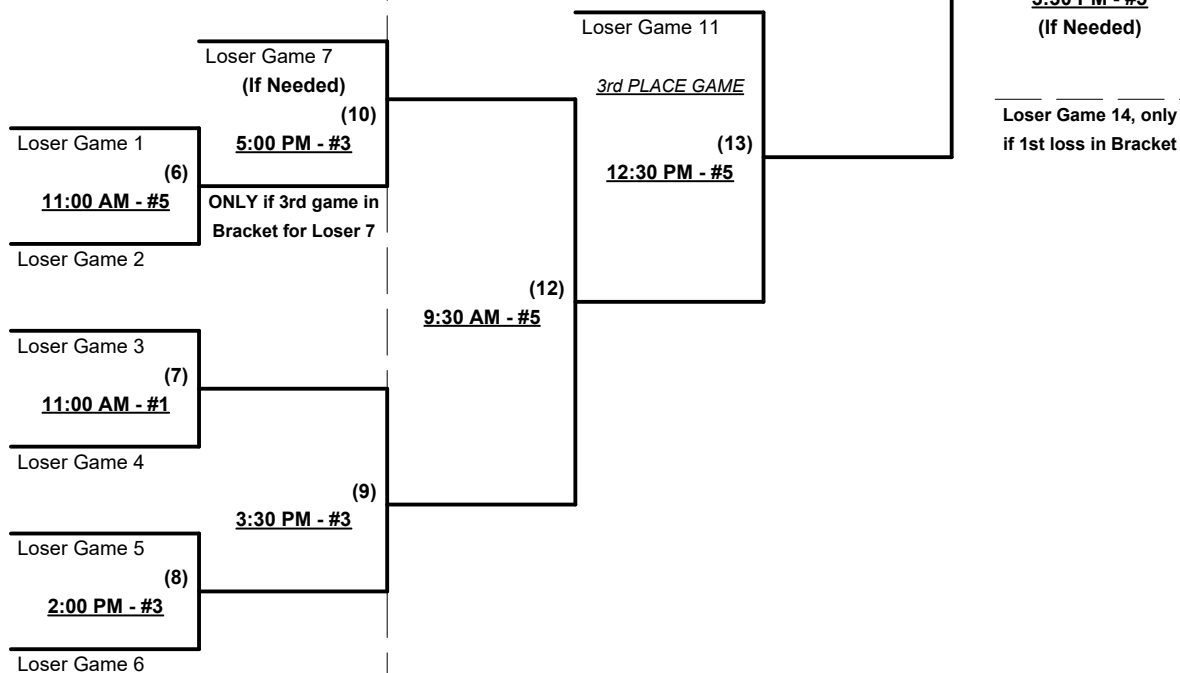 Loser Game 11
3rd PLACE GAME
(13)
12:30 PM - #5
(If Needed)
Loser Game 14, only
if 1st loss in Bracket
Loser Game 7
(If Needed)
(10)
5:00 PM - #3
ONLY if 3rd game in
Bracket for Loser 7
Loser Game 1
(6)
11:00 AM - #5
Loser Game 2
(12)
9:30 AM - #5
Loser Game 3
(7)
11:00 AM - #1
Loser Game 4
(9)
3:30 PM - #3
Loser Game 5
(8)
2:00 PM - #3
Loser Game 6